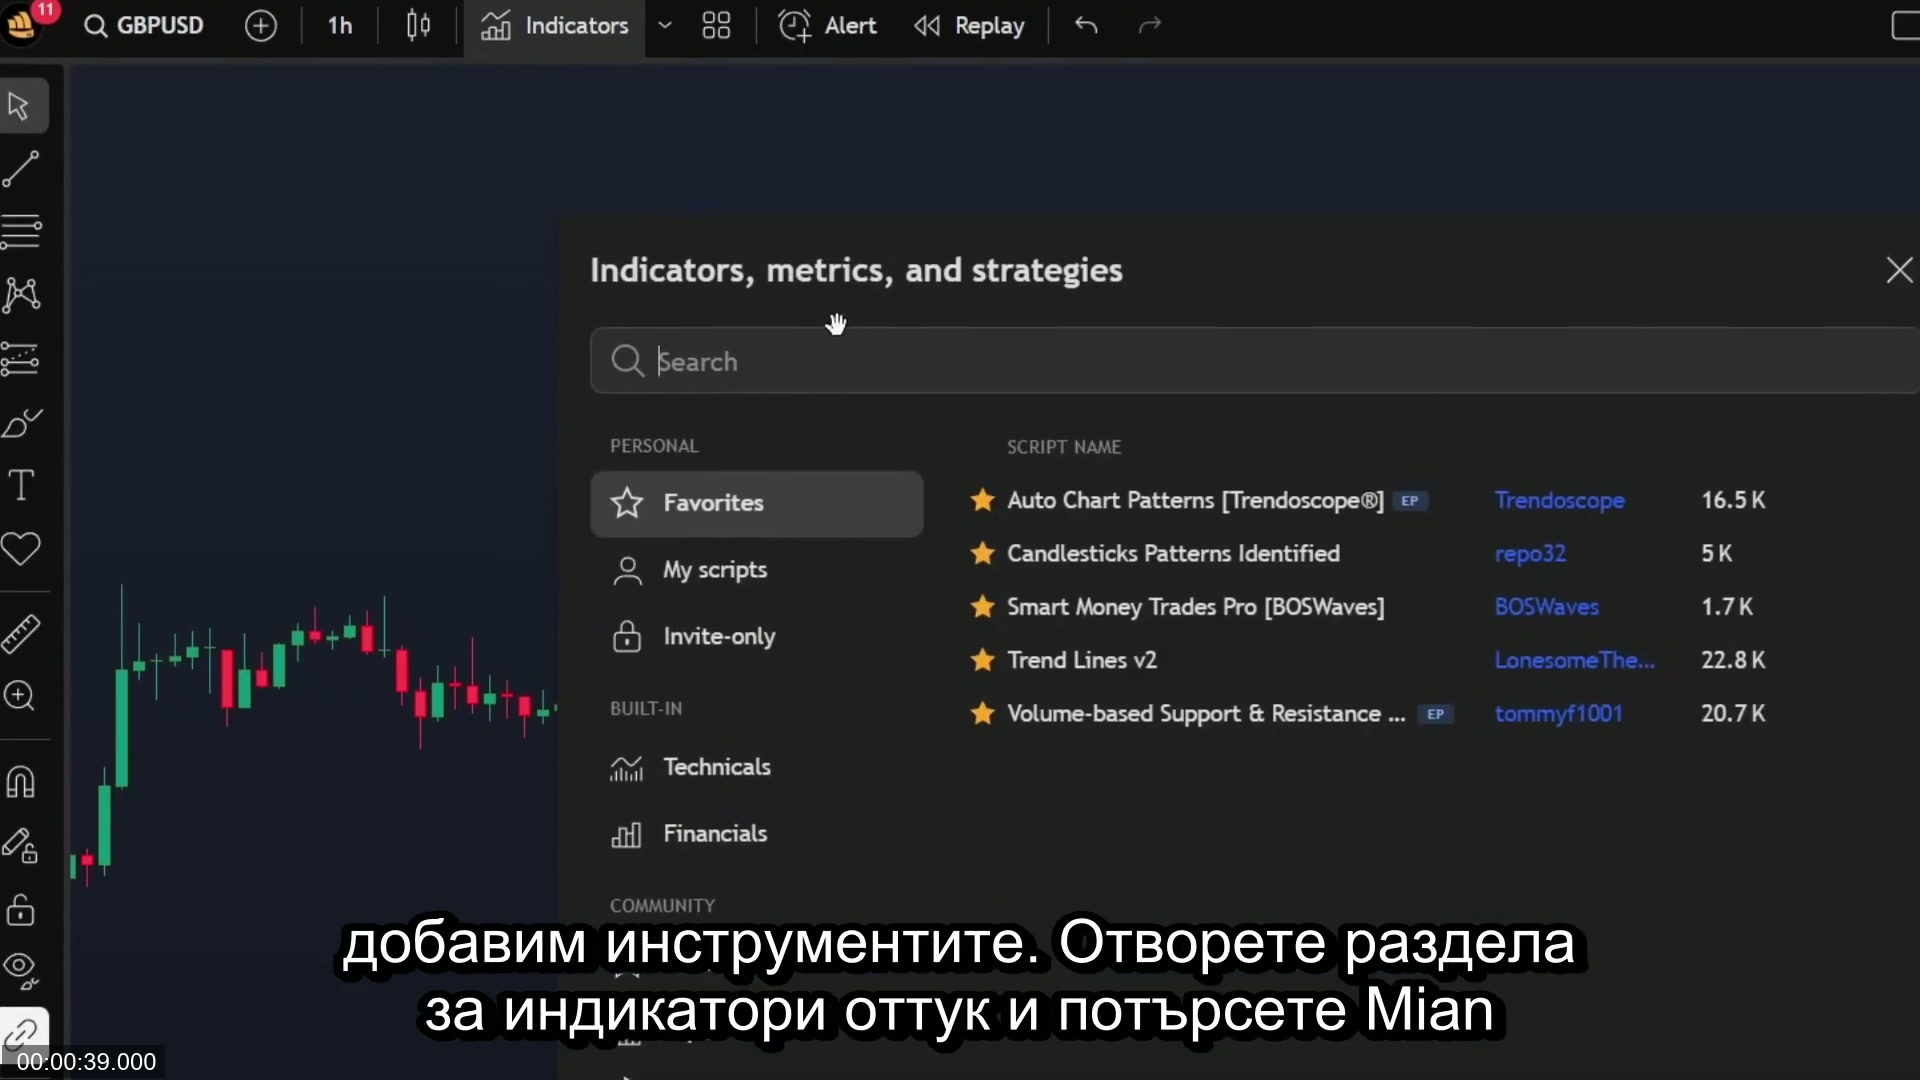 11
GBPUSD
1h
Indicators
Alert
Replay
Indicators, metrics, and strategies
Search
PERSONAL
Favorites
My scripts
Invite-only
BUILT-IN
Technicals
Financials
COMMUNITY
SCRIPT NAME
Auto Chart Patterns [Trendoscope®] EP Trendoscope 16.5 K
Candlesticks Patterns Identified repo32 5 K
Smart Money Trades Pro [BOSWaves] BOSWaves 1.7 K
Trend Lines v2 LonesomeThe... 22.8 K
Volume-based Support & Resistance ... EP tommyf1001 20.7 K
добавим инструментите. Отворете раздела
за индикатори оттук и потърсете Mian
00:00:39.000